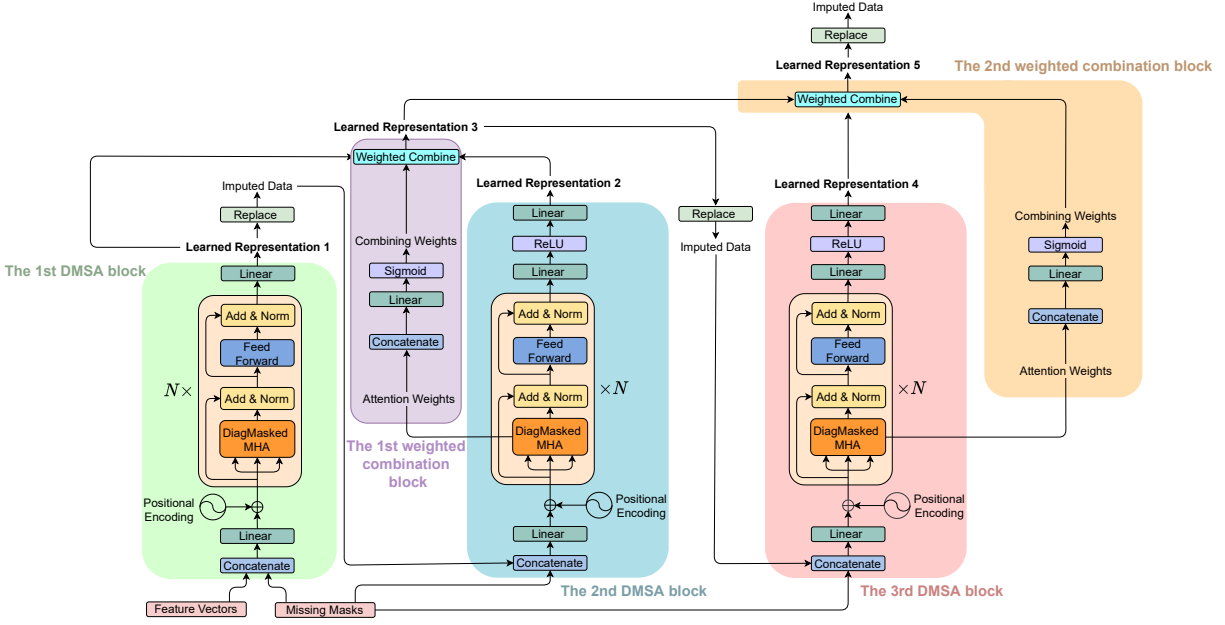 Imputed Data
Replace
Learned Representation 5
The 2nd weighted combination block
Weighted Combine
Learned Representation 3
Weighted Combine
Imputed Data
Replace
Learned Representation 1
The 1st DMSA block
Linear
Add & Norm
Feed
Forward
N×
Add & Norm
DiagMasked
MHA
Positional
Encoding
Linear
Concatenate
Feature Vectors
Missing Masks
Combining Weights
Sigmoid
Linear
Concatenate
Attention Weights
The 1st weighted
combination
block
Learned Representation 2
Linear
ReLU
Linear
Add & Norm
Feed
Forward
×N
Add & Norm
DiagMasked
MHA
Positional
Encoding
Linear
Concatenate
The 2nd DMSA block
Replace
Imputed Data
Learned Representation 4
Linear
ReLU
Linear
Add & Norm
Feed
Forward
×N
Add & Norm
DiagMasked
MHA
Positional
Encoding
Linear
Concatenate
The 3rd DMSA block
Combining Weights
Sigmoid
Linear
Concatenate
Attention Weights